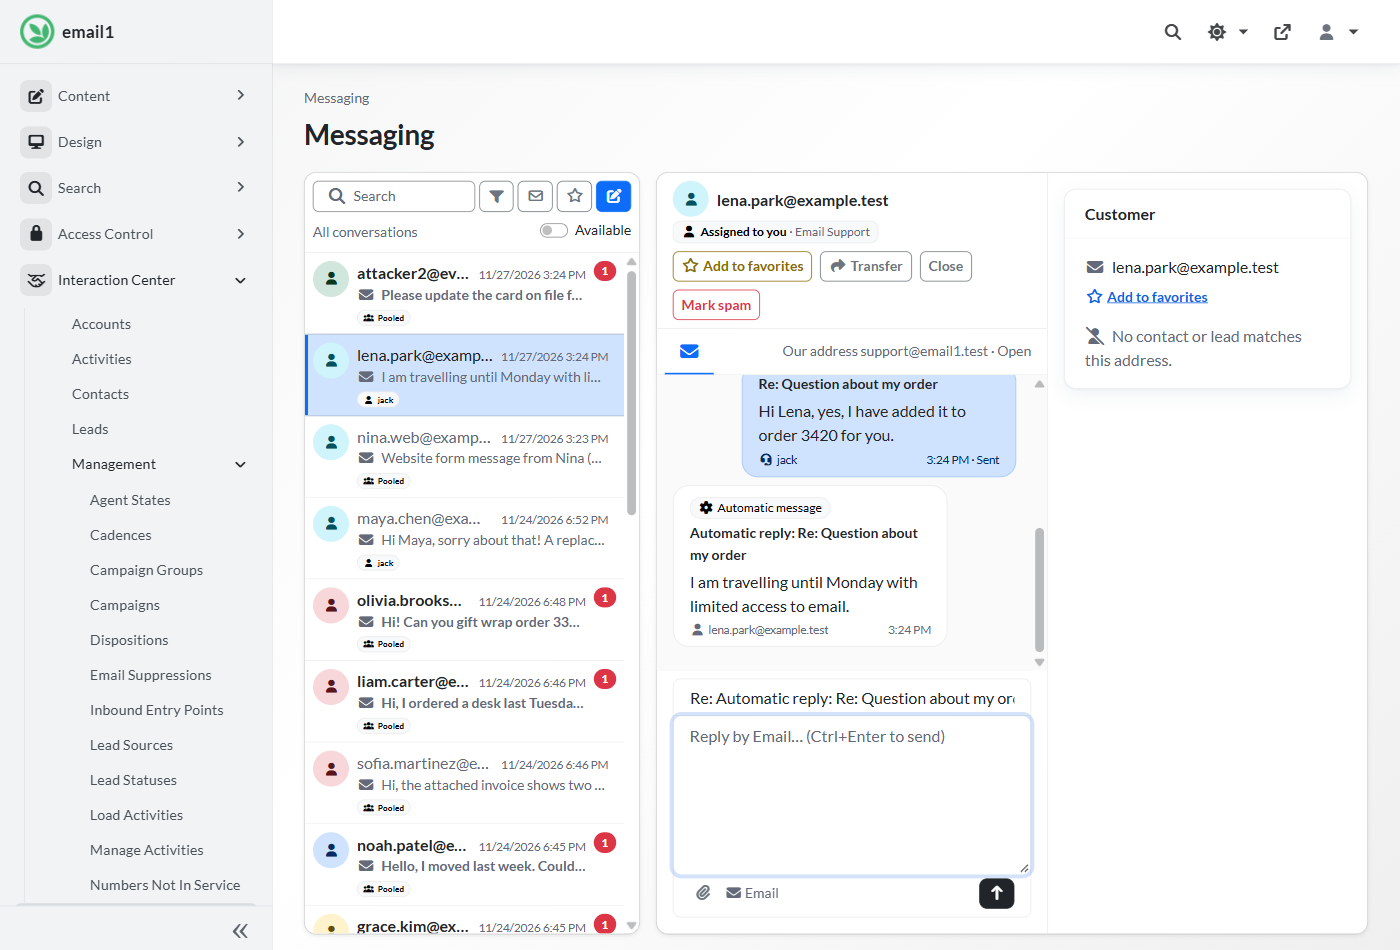 email1
Content
Design
Search
Access Control
Interaction Center
Accounts
Activities
Contacts
Leads
Management
Agent States
Cadences
Campaign Groups
Campaigns
Dispositions
Email Suppressions
Inbound Entry Points
Lead Sources
Lead Statuses
Load Activities
Manage Activities
Numbers Not In Service
Messaging
Messaging
Search
All conversations
Available
attacker2@ev... 11/27/2026 3:24 PM 1
Please update the card on file f...
Pooled
lena.park@examp... 11/27/2026 3:24 PM
I am travelling until Monday with li...
jack
nina.web@examp... 11/27/2026 3:23 PM
Website form message from Nina (...
Pooled
maya.chen@exa... 11/24/2026 6:52 PM
Hi Maya, sorry about that! A replac...
jack
olivia.brooks... 11/24/2026 6:48 PM 1
Hi! Can you gift wrap order 33...
Pooled
liam.carter@e... 11/24/2026 6:46 PM 1
Hi, I ordered a desk last Tuesda...
Pooled
sofia.martinez@e... 11/24/2026 6:46 PM
Hi, the attached invoice shows two ...
Pooled
noah.patel@e... 11/24/2026 6:45 PM 1
Hello, I moved last week. Could...
Pooled
grace.kim@ex... 11/24/2026 6:45 PM 1
lena.park@example.test
Assigned to you · Email Support
Add to favorites
Transfer
Close
Mark spam
Our address support@email1.test · Open
Re: Question about my order
Hi Lena, yes, I have added it to
order 3420 for you.
jack 3:24 PM · Sent
Automatic message
Automatic reply: Re: Question about
my order
I am travelling until Monday with
limited access to email.
lena.park@example.test 3:24 PM
Re: Automatic reply: Re: Question about my or
Reply by Email... (Ctrl+Enter to send)
Email
Customer
lena.park@example.test
Add to favorites
No contact or lead matches
this address.